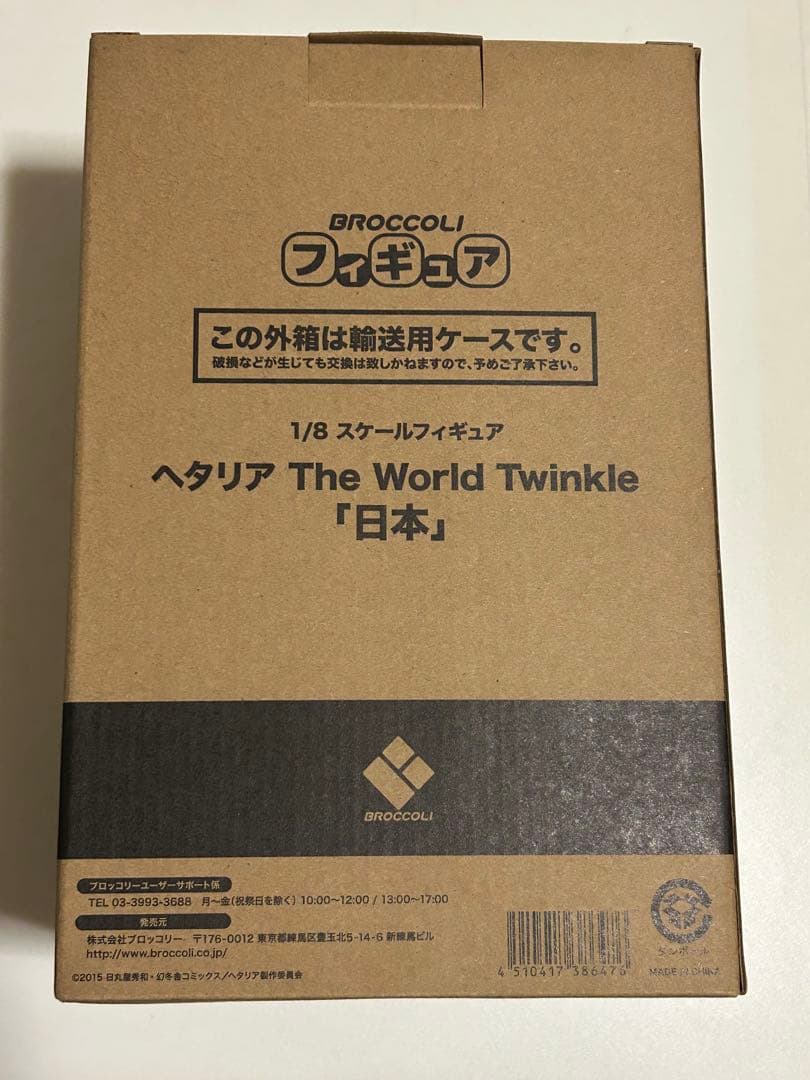 BROCCOLI
フィギュア
この外箱は輸送用ケースです。
破損などが生じても交換は致しかねますので、予めご了承下さい。
1/8 スケールフィギュア
ヘタリア The World Twinkle
「日本」
BROCCOLI
ブロッコリーユーザーサポート係
TEL 03-3993-3688 月〜金(祝祭日を除く) 10:00〜12:00 / 13:00〜17:00
発売元
株式会社ブロッコリー 〒176-0012 東京都練馬区豊玉北5-14-6 新練馬ビル
http://www.broccoli.co.jp/
©2015 日丸屋秀和・幻冬舎コミックス/ヘタリア製作委員会
4 510417 386476
ダンボール
MADE IN CHINA